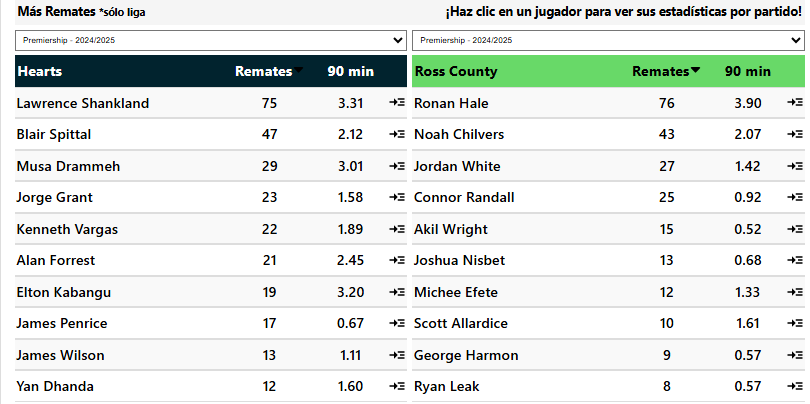 Más Remates *sólo liga ¡Haz clic en un jugador para ver sus estadísticas por partido!
Premiership - 2024/2025 Premiership - 2024/2025
Hearts Remates 90 min Ross County Remates 90 min
Lawrence Shankland 75 3.31 Ronan Hale 76 3.90
Blair Spittal 47 2.12 Noah Chilvers 43 2.07
Musa Drammeh 29 3.01 Jordan White 27 1.42
Jorge Grant 23 1.58 Connor Randall 25 0.92
Kenneth Vargas 22 1.89 Akil Wright 15 0.52
Alan Forrest 21 2.45 Joshua Nisbet 13 0.68
Elton Kabangu 19 3.20 Michee Efete 12 1.33
James Penrice 17 0.67 Scott Allardice 10 1.61
James Wilson 13 1.11 George Harmon 9 0.57
Yan Dhanda 12 1.60 Ryan Leak 8 0.57